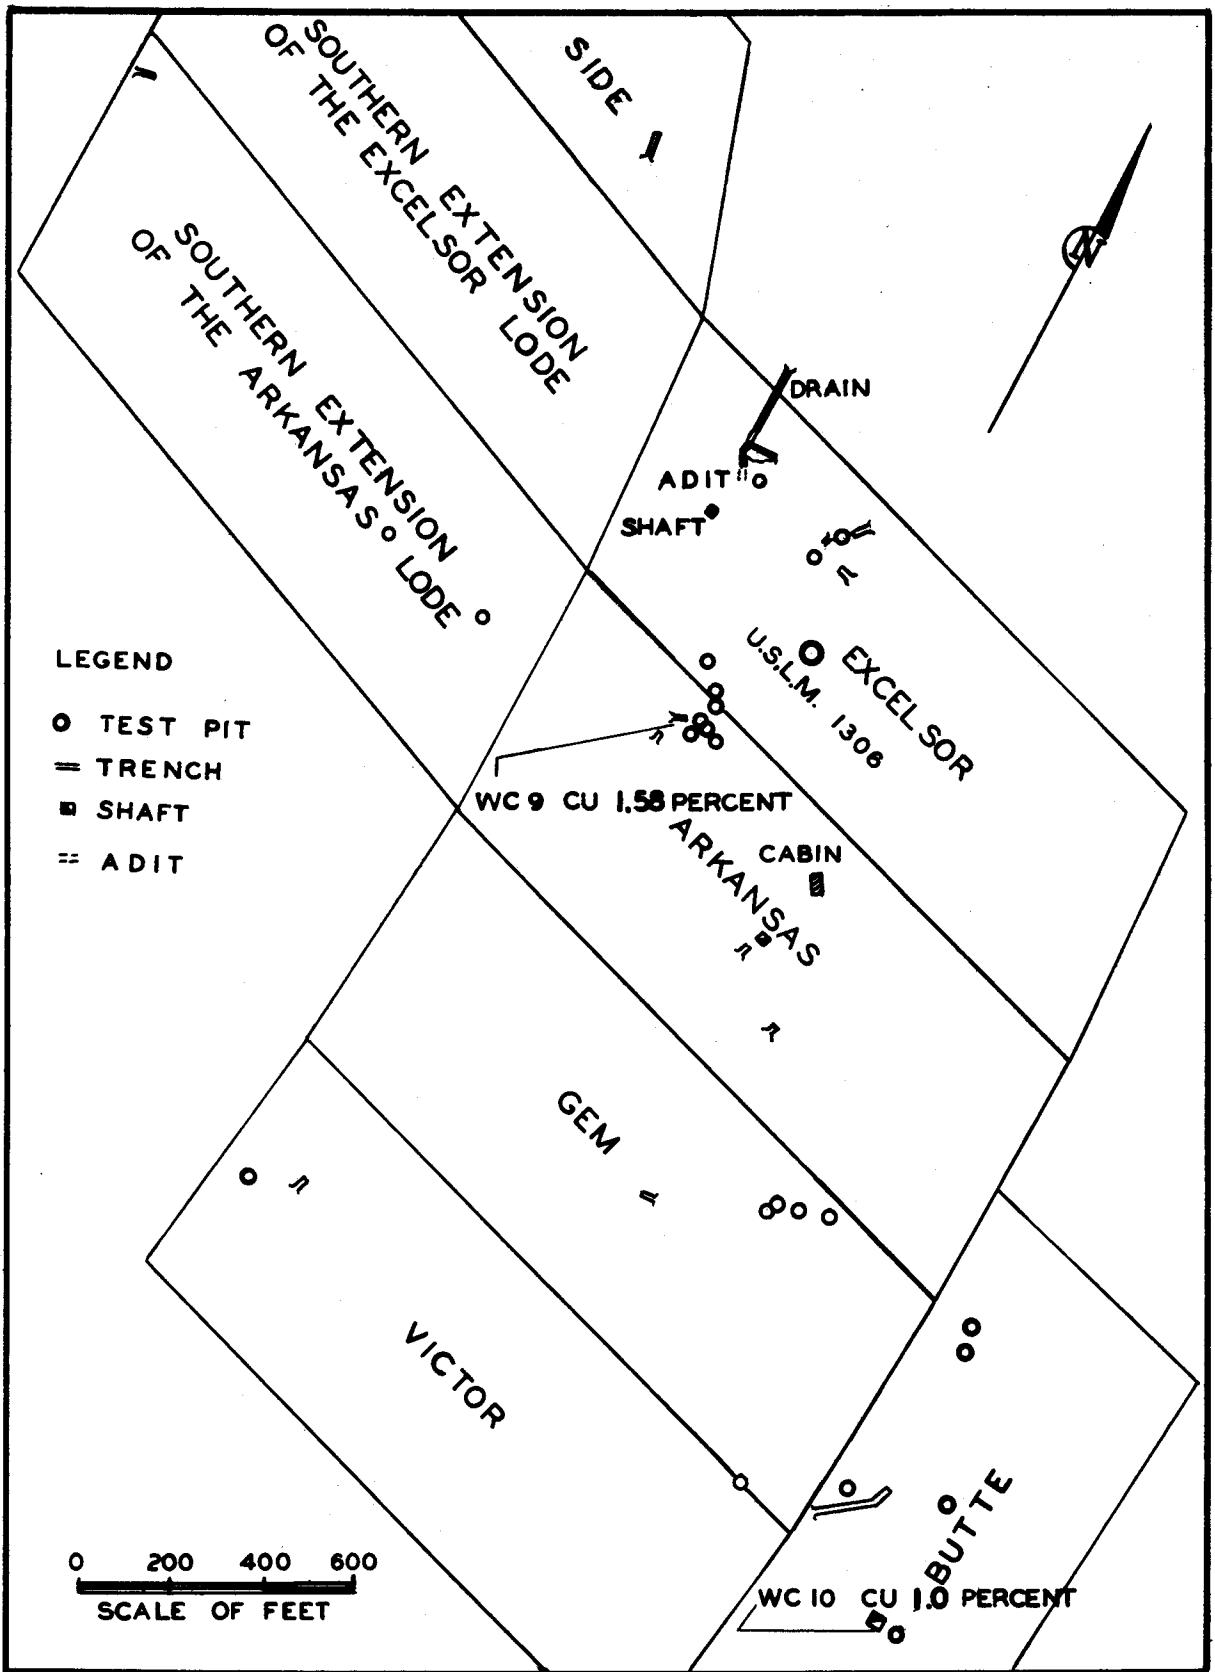 SIDE
SOUTHERN EXTENSION
OF THE EXCELSOR LODE
SOUTHERN EXTENSION
OF THE ARKANSAS LODE
N
DRAIN
ADIT
SHAFT
U.S.L.M. 1306
EXCELSOR
LEGEND
TEST PIT
TRENCH
SHAFT
ADIT
WC 9 CU 1.58 PERCENT
ARKANSAS
CABIN
GEM
VICTOR
BUTTE
WC 10 CU 1.0 PERCENT
0 200 400 600
SCALE OF FEET